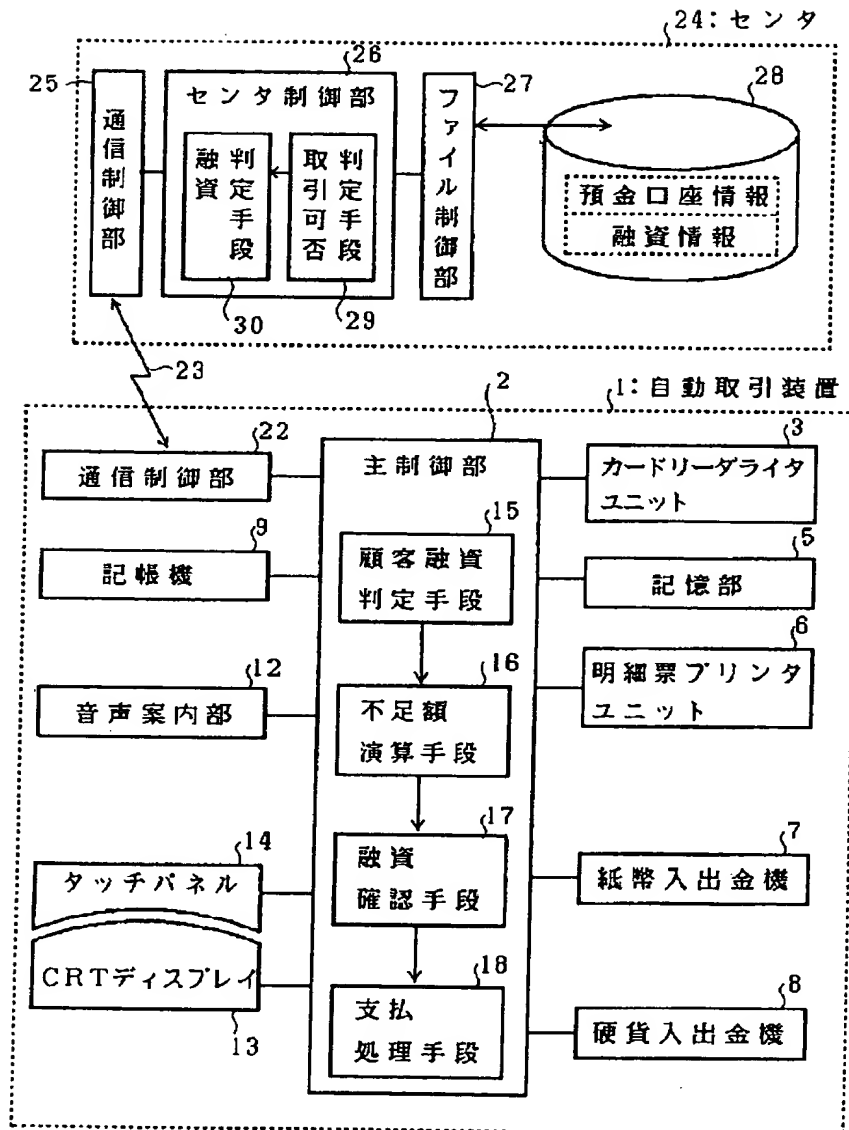 24:センタ
25
通信制御部
26
センタ制御部
融資
判定手段
30
取引可否
判定手段
29
27
ファイル制御部
28
預金口座情報
融資情報
23
1:自動取引装置
2
主制御部
22
通信制御部
9
記帳機
12
音声案内部
14
タッチパネル
CRTディスプレイ
13
15
顧客融資
判定手段
16
不足額
演算手段
17
融資
確認手段
18
支払
処理手段
3
カードリーダライタ
ユニット
5
記憶部
6
明細票プリンタ
ユニット
7
紙幣入出金機
8
硬貨入出金機